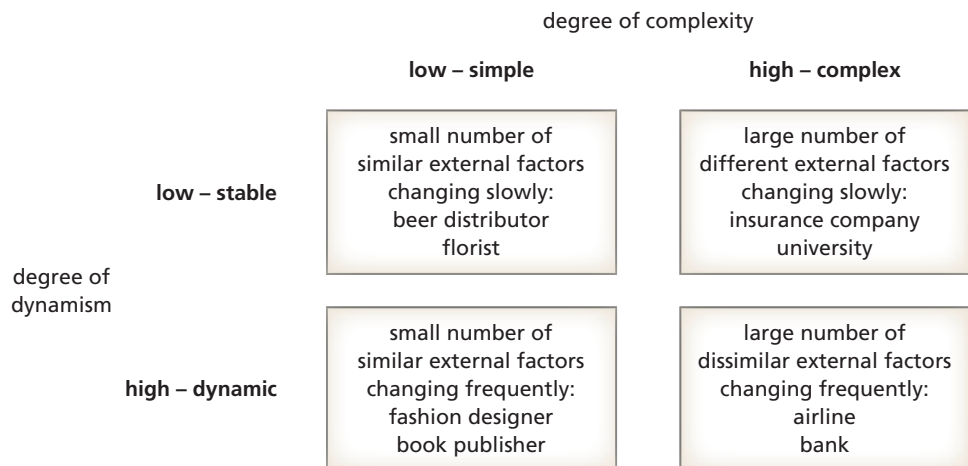 degree of complexity
low – simple
high – complex
low – stable
small number of
similar external factors
changing slowly:
beer distributor
florist
large number of
different external factors
changing slowly:
insurance company
university
degree of
dynamism
high – dynamic
small number of
similar external factors
changing frequently:
fashion designer
book publisher
large number of
dissimilar external factors
changing frequently:
airline
bank